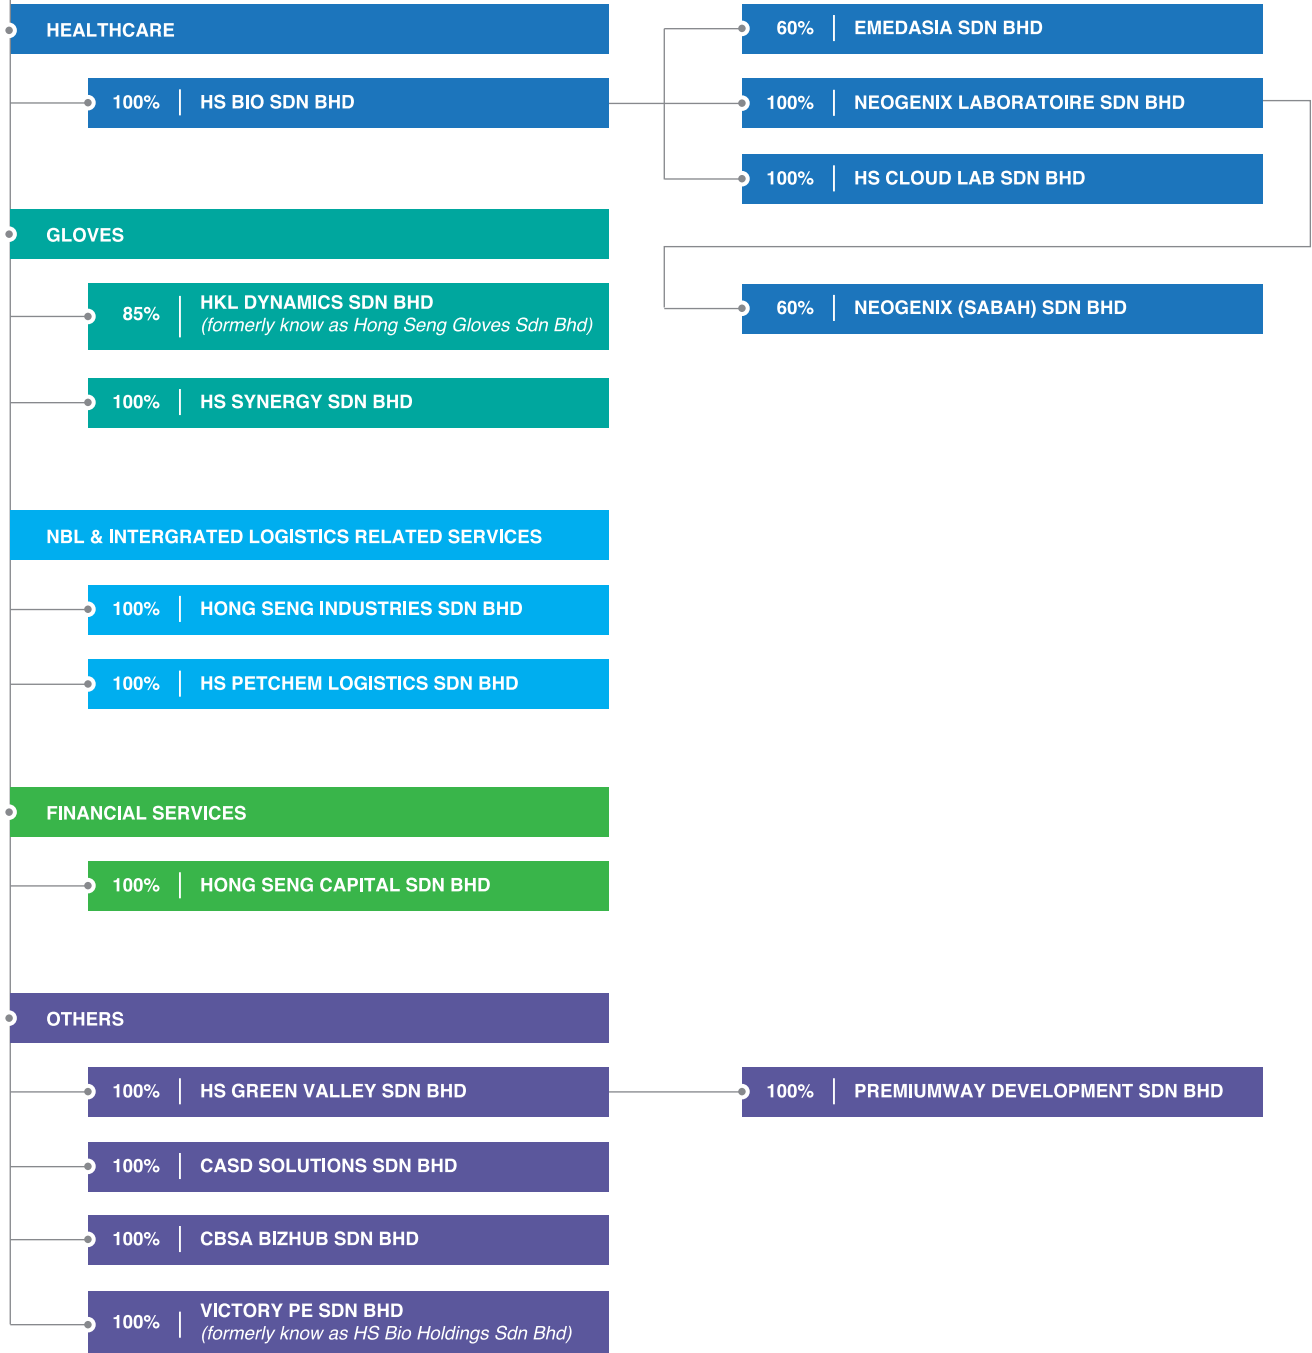 HEALTHCARE
100% HS BIO SDN BHD
60% EMEDASIA SDN BHD
100% NEOGENIX LABORATOIRE SDN BHD
100% HS CLOUD LAB SDN BHD
60% NEOGENIX (SABAH) SDN BHD
GLOVES
85% HKL DYNAMICS SDN BHD
(formerly know as Hong Seng Gloves Sdn Bhd)
100% HS SYNERGY SDN BHD
NBL & INTERGRATED LOGISTICS RELATED SERVICES
100% HONG SENG INDUSTRIES SDN BHD
100% HS PETCHEM LOGISTICS SDN BHD
FINANCIAL SERVICES
100% HONG SENG CAPITAL SDN BHD
OTHERS
100% HS GREEN VALLEY SDN BHD
100% PREMIUMWAY DEVELOPMENT SDN BHD
100% CASD SOLUTIONS SDN BHD
100% CBSA BIZHUB SDN BHD
100% VICTORY PE SDN BHD
(formerly know as HS Bio Holdings Sdn Bhd)